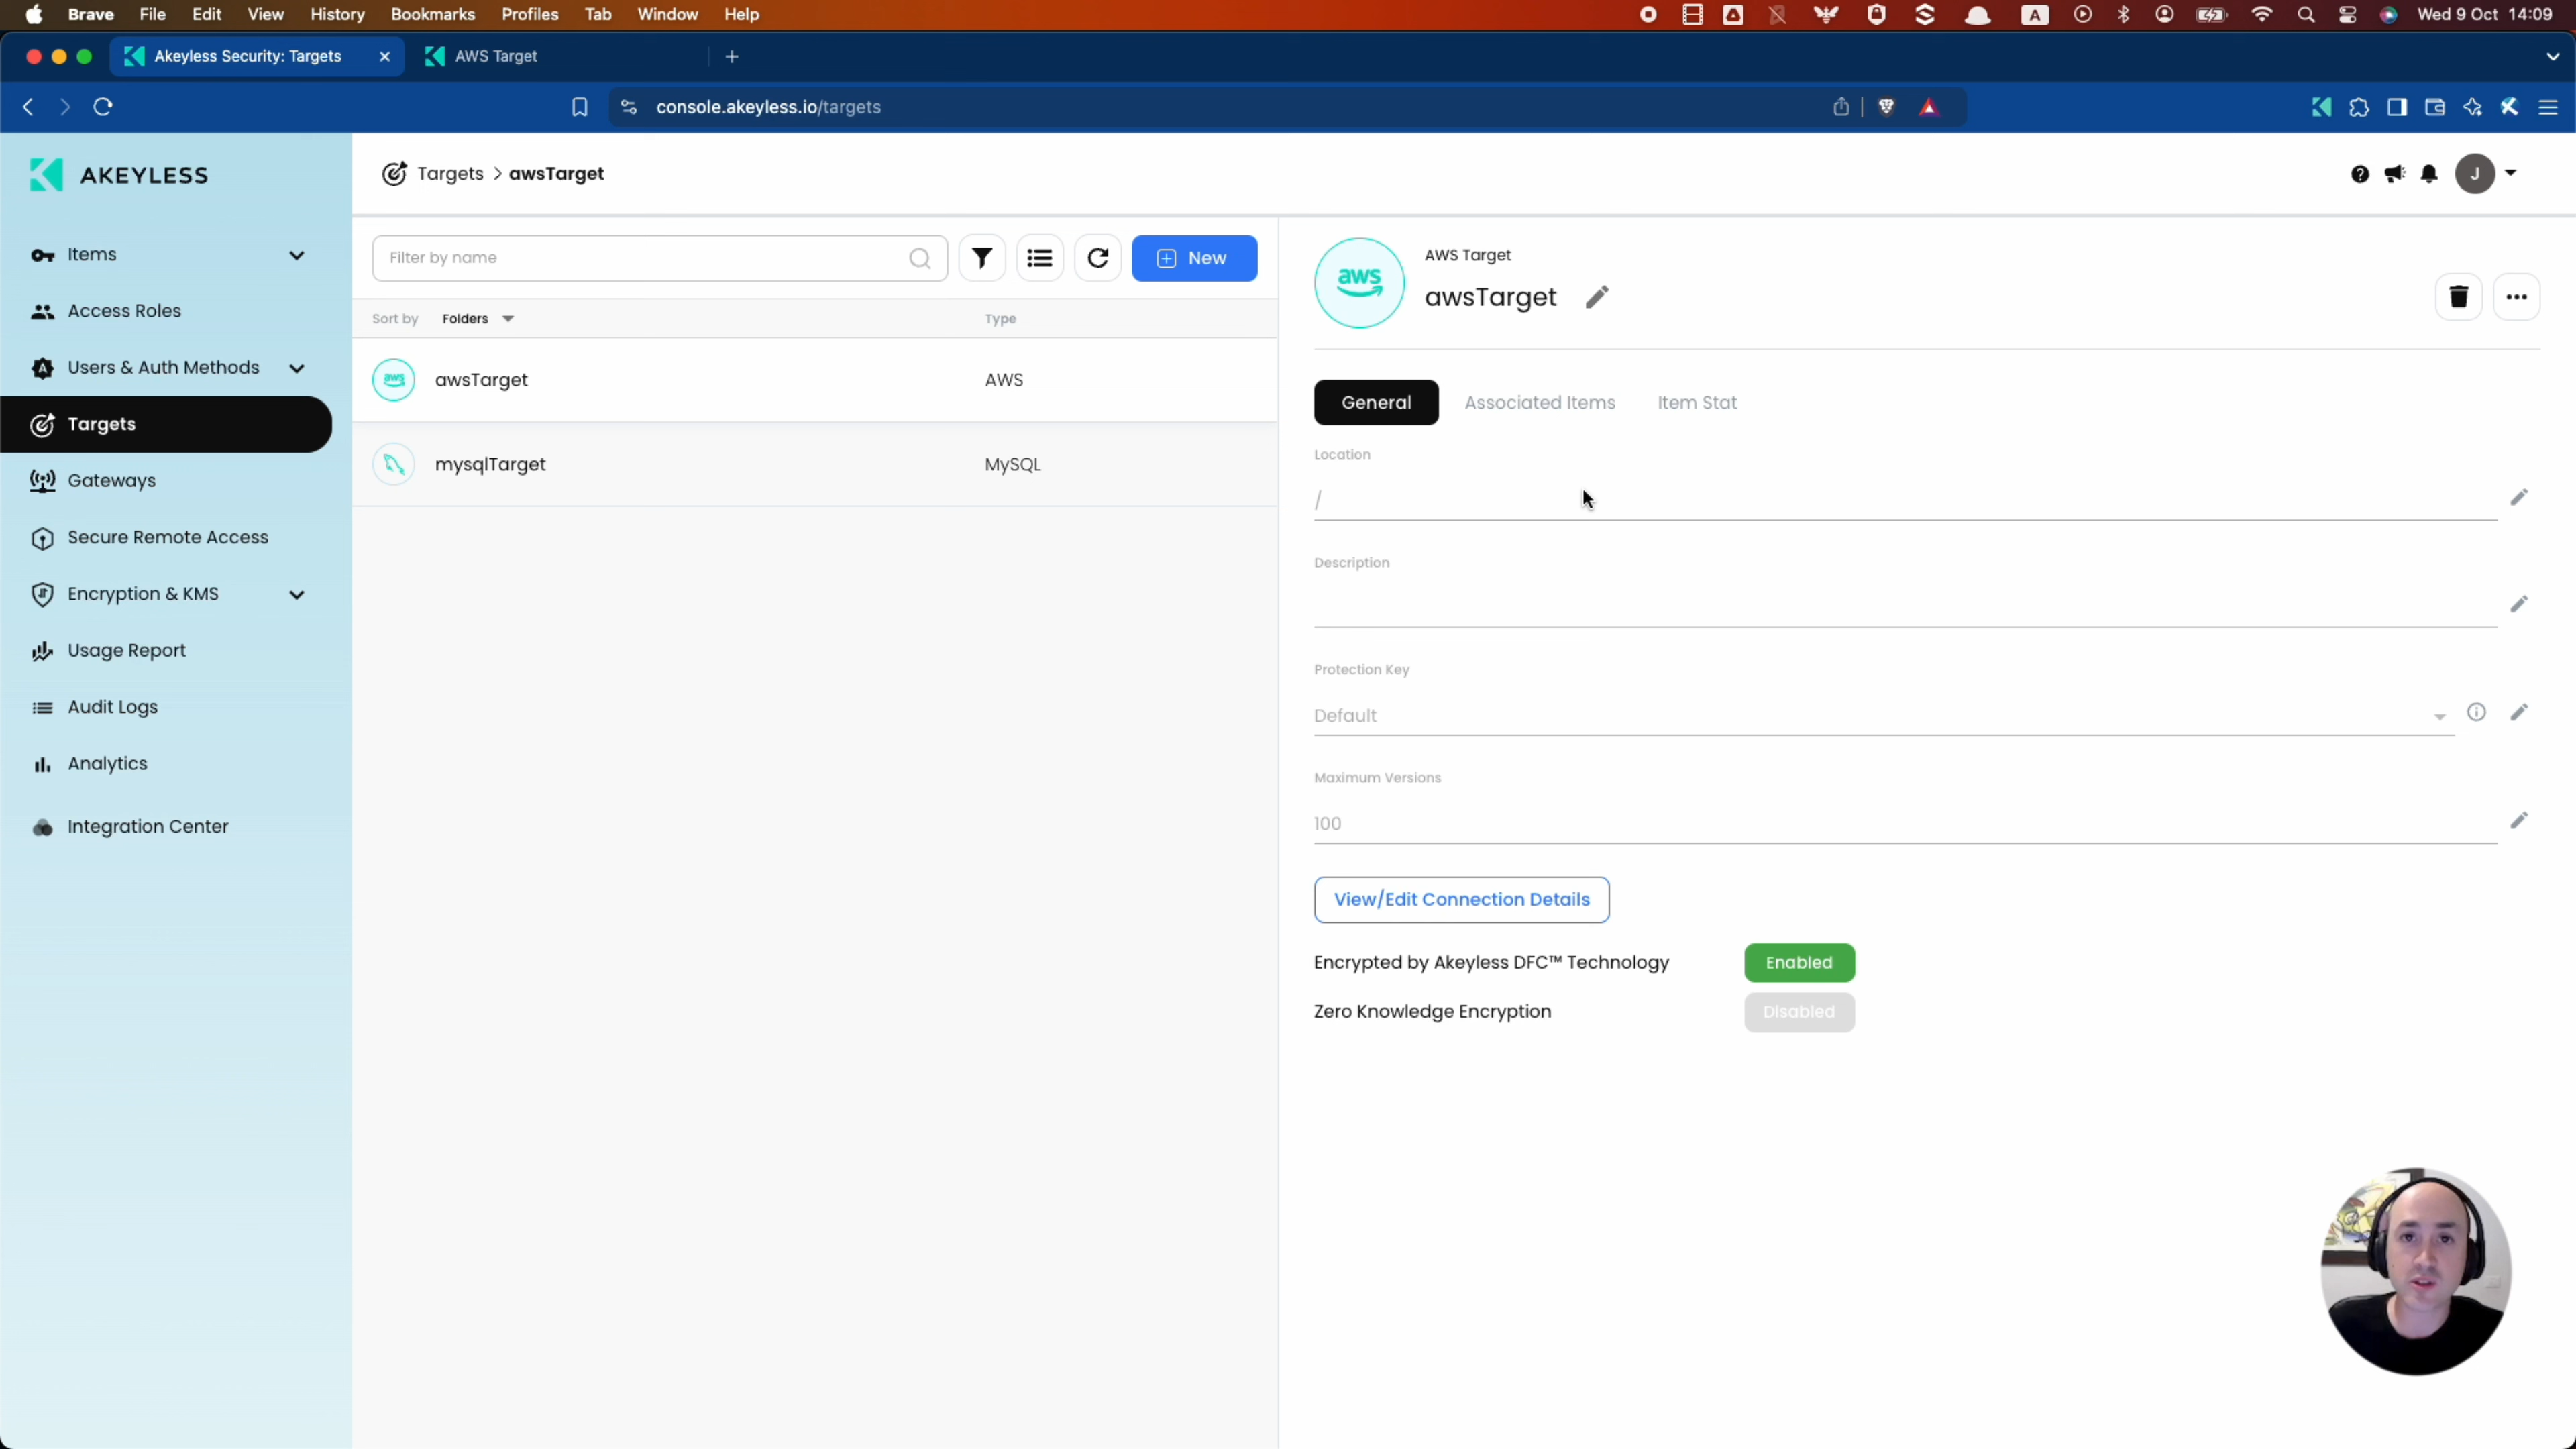 Brave File Edit View History Bookmarks Profiles Tab Window Help
A
Wed 9 Oct 14:09
Akeyless Security: Targets
AWS Target
console.akeyless.io/targets
AKEYLESS
Targets > awsTarget
J
Items
Access Roles
Users & Auth Methods
Targets
Gateways
Secure Remote Access
Encryption & KMS
Usage Report
Audit Logs
Analytics
Integration Center
Filter by name
New
Sort by Folders Type
aws awsTarget AWS
mysqlTarget MySQL
aws
AWS Target
awsTarget
General Associated Items Item Stat
Location
/
Description
Protection Key
Default
Maximum Versions
100
View/Edit Connection Details
Encrypted by Akeyless DFC™ Technology Enabled
Zero Knowledge Encryption Disabled